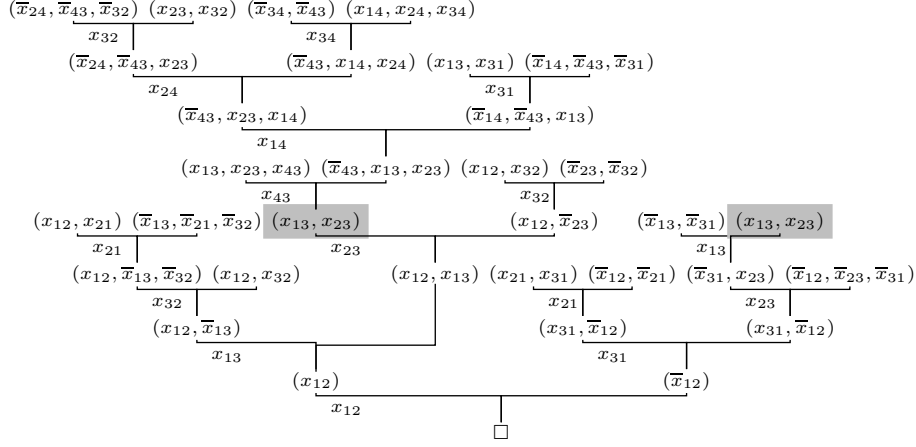 (x̅₂₄, x̅₄₃, x̅₃₂) (x₂₃, x₃₂) (x̅₃₄, x̅₄₃) (x₁₄, x₂₄, x₃₄)
x₃₂ x₃₄
(x̅₂₄, x̅₄₃, x₂₃) (x̅₄₃, x₁₄, x₂₄) (x₁₃, x₃₁) (x̅₁₄, x̅₄₃, x̅₃₁)
x₂₄ x₃₁
(x̅₄₃, x₂₃, x₁₄) (x̅₁₄, x̅₄₃, x₁₃)
x₁₄
(x₁₃, x₂₃, x₄₃) (x̅₄₃, x₁₃, x₂₃) (x₁₂, x₃₂) (x̅₂₃, x̅₃₂)
x₄₃ x₃₂
(x₁₂, x₂₁) (x̅₁₃, x̅₂₁, x̅₃₂) (x₁₃, x₂₃) (x₁₂, x̅₂₃) (x̅₁₃, x̅₃₁) (x₁₃, x₂₃)
x₂₁ x₂₃ x₁₃
(x₁₂, x̅₁₃, x̅₃₂) (x₁₂, x₃₂) (x₁₂, x₁₃) (x₂₁, x₃₁) (x̅₁₂, x̅₂₁) (x̅₃₁, x₂₃) (x̅₁₂, x̅₂₃, x̅₃₁)
x₃₂ x₂₁ x₂₃
(x₁₂, x̅₁₃) (x₃₁, x̅₁₂) (x₃₁, x̅₁₂)
x₁₃ x₃₁
(x₁₂) (x̅₁₂)
x₁₂
□